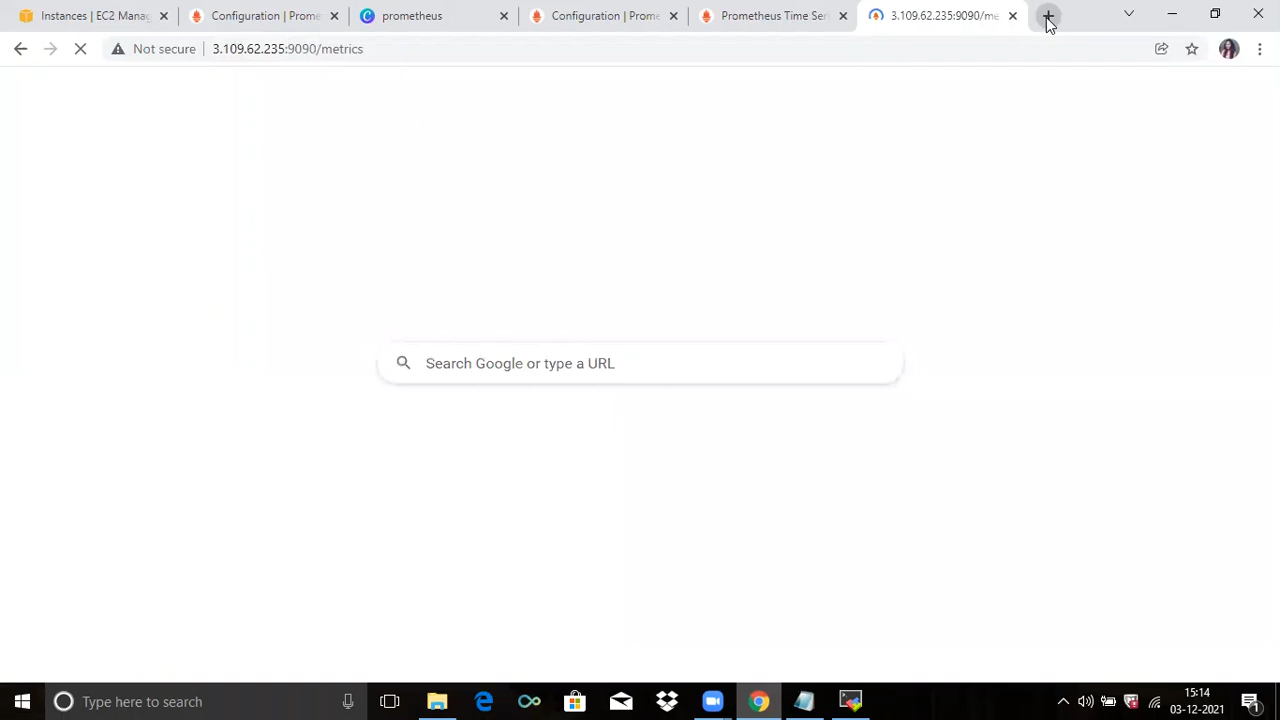 Instances | EC2 Manag
Configuration | Prome
prometheus
Configuration | Prome
Prometheus Time Seri
3.109.62.235:9090/me
Not secure
3.109.62.235:9090/metrics
Search Google or type a URL
Type here to search
15:14
03-12-2021
1